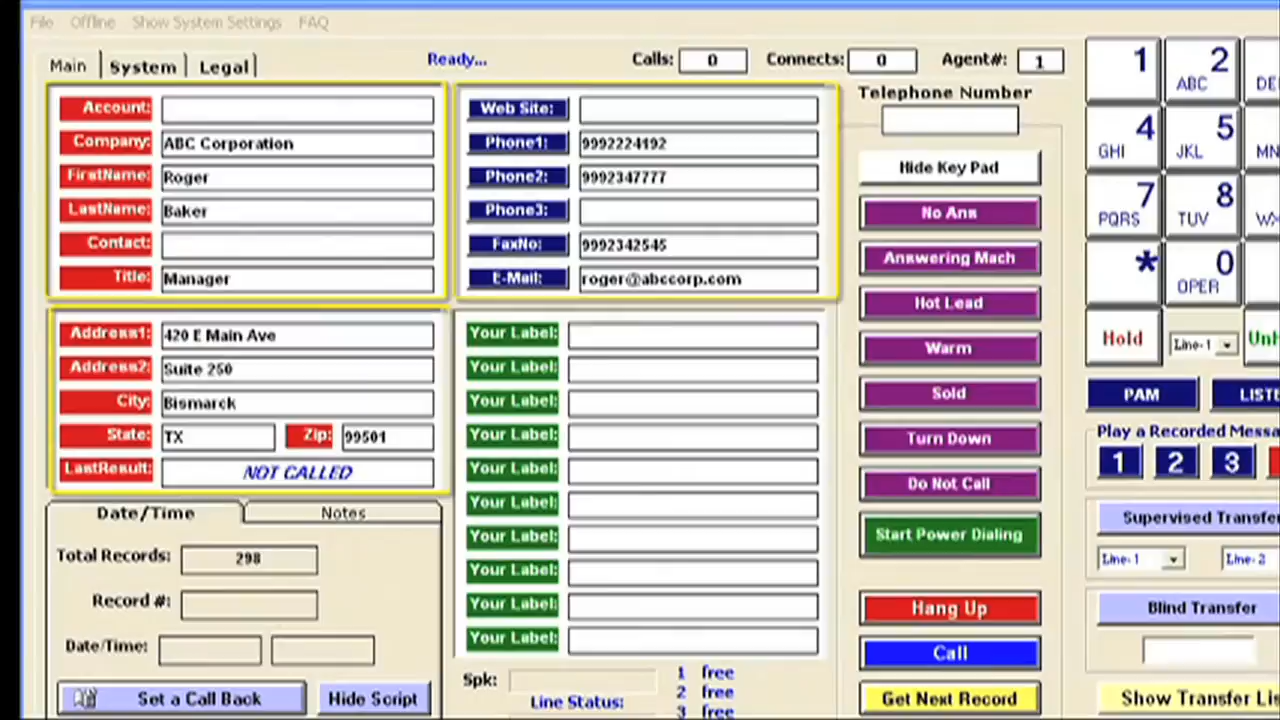 File Offline Show System Settings FAQ
Main System Legal Ready... Calls: 0 Connects: 0 Agent#: 1
Account:
Company: ABC Corporation
FirstName: Roger
LastName: Baker
Contact:
Title: Manager
Web Site:
Phone1: 9992224192
Phone2: 9992347777
Phone3:
FaxNo: 9992342545
E-Mail: roger@abccorp.com
Address1: 420 E Main Ave
Address2: Suite 250
City: Bismarck
State: TX Zip: 99501
LastResult: NOT CALLED
Your Label:
Your Label:
Your Label:
Your Label:
Your Label:
Your Label:
Your Label:
Your Label:
Your Label:
Your Label:
Date/Time Notes
Total Records: 298
Record #:
Date/Time:
Set a Call Back Hide Script
Spk:
Line Status:
1 free
2 free
3 free
Telephone Number
Hide Key Pad
No Ans
Answering Mach
Hot Lead
Warm
Sold
Turn Down
Do Not Call
Start Power Dialing
Hang Up
Call
Get Next Record
1 2
ABC DE
4 5
GHI JKL MN
7 8
PQRS TUV WX
* 0
OPER
Hold Line-1 Unh
PAM LISTE
Play a Recorded Messa
1 2 3
Supervised Transfe
Line-1 Line-2
Blind Transfer
Show Transfer Lis